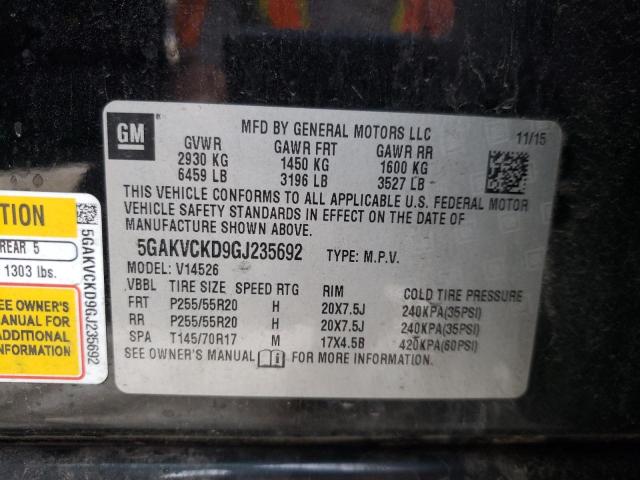 GM
MFD BY GENERAL MOTORS LLC
11/15
GVWR GAWR FRT GAWR RR
2930 KG 1450 KG 1600 KG
6459 LB 3196 LB 3527 LB
THIS VEHICLE CONFORMS TO ALL APPLICABLE U.S. FEDERAL MOTOR
VEHICLE SAFETY STANDARDS IN EFFECT ON THE DATE OF
MANUFACTURE SHOWN ABOVE.
5GAKVCKD9GJ235692 TYPE: M.P.V.
MODEL: V14526
VBBL TIRE SIZE SPEED RTG RIM COLD TIRE PRESSURE
FRT P255/55R20 H 20X7.5J 240KPA(35PSI)
RR P255/55R20 H 20X7.5J 240KPA(35PSI)
SPA T145/70R17 M 17X4.5B 420KPA(60PSI)
SEE OWNER'S MANUAL i FOR MORE INFORMATION.
TION
REAR 5
1303 lbs.
SEE OWNER'S
MANUAL FOR
ADDITIONAL
5GAKVCKD9GJ235692